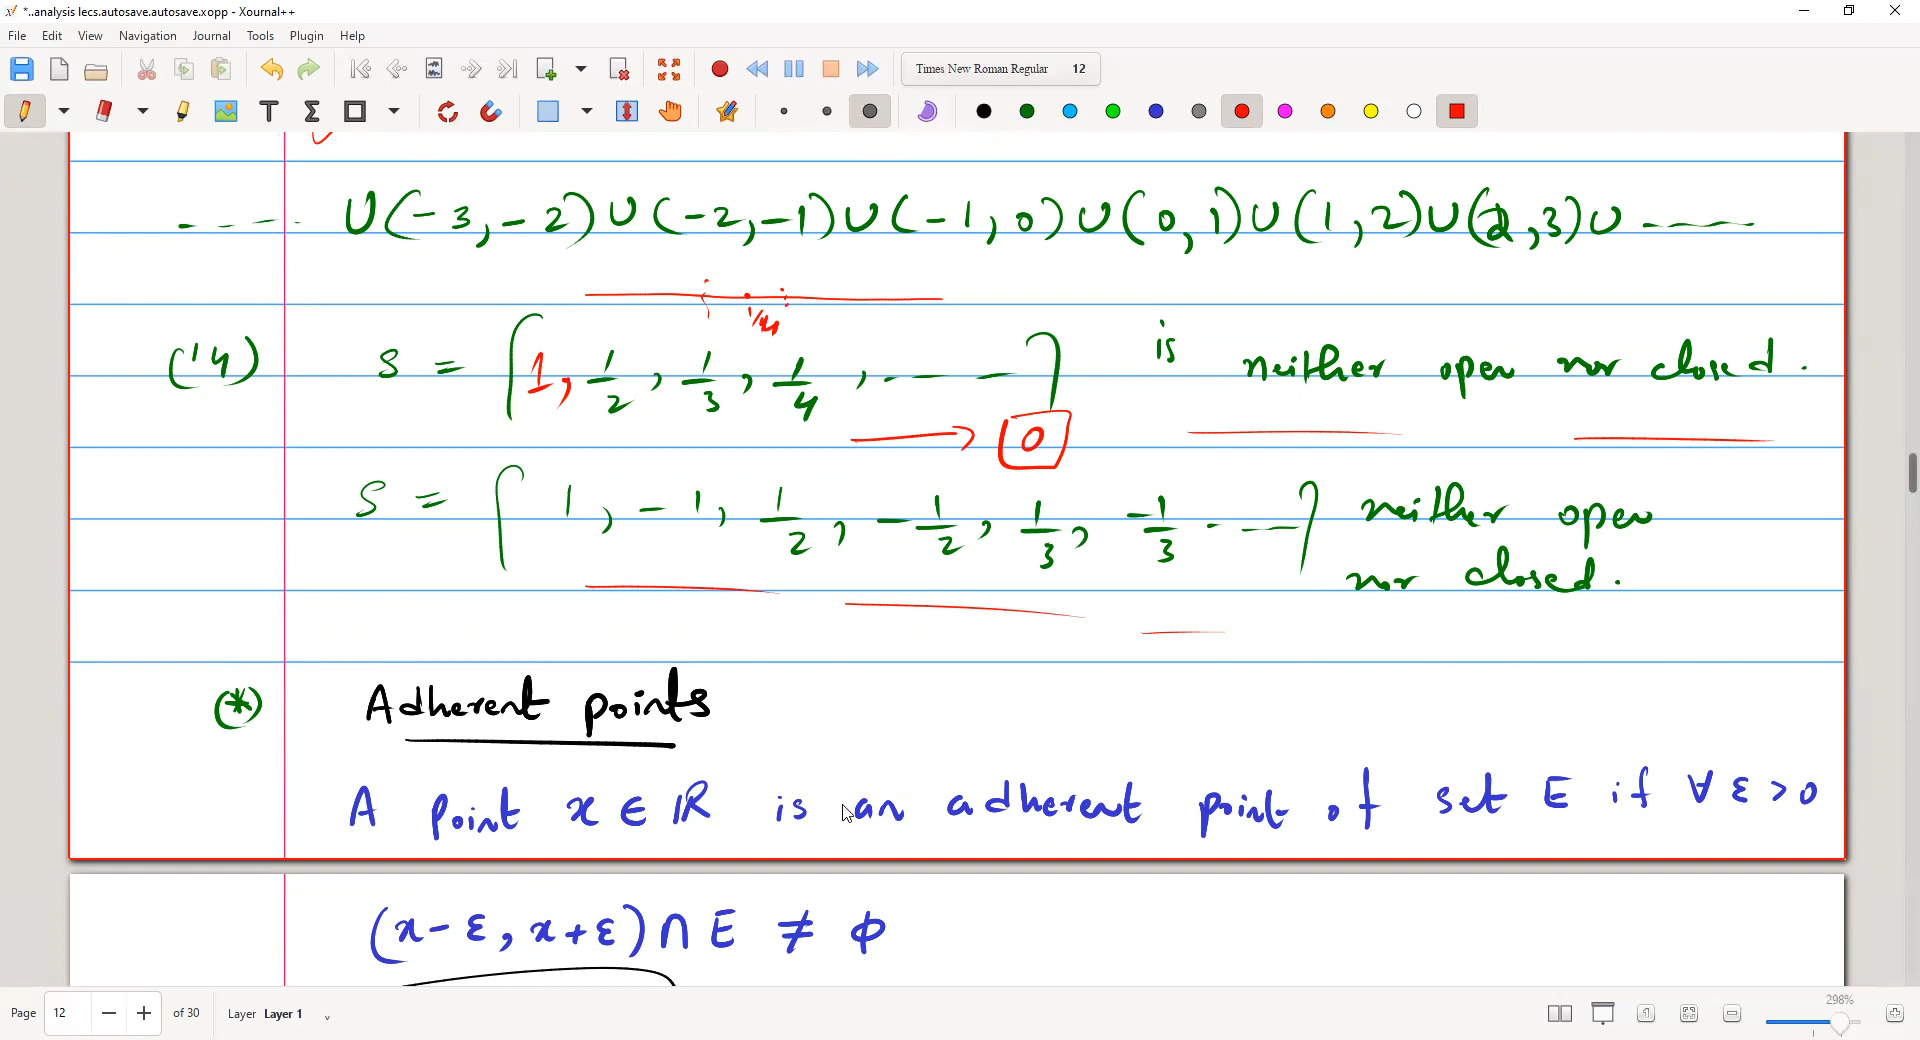 *..analysis lecs.autosave.autosave.xopp - Xournal++
File Edit View Navigation Journal Tools Plugin Help
Times New Roman Regular 12
----- U(-3,-2)U(-2,-1)U(-1,0)U(0,1)U(1,2)U(2,3)U -----
1/4
(14) S = {1, 1/2, 1/3, 1/4, - - -} is neither open nor closed.
→ 0
S = {1, -1, 1/2, -1/2, 1/3, -1/3 - - -} neither open
nor closed.
(*) Adherent points
A point x ∈ R is an adherent point of set E if ∀ ε > 0
(x-ε, x+ε) ∩ E ≠ φ
Page 12 of 30 Layer Layer 1 298%